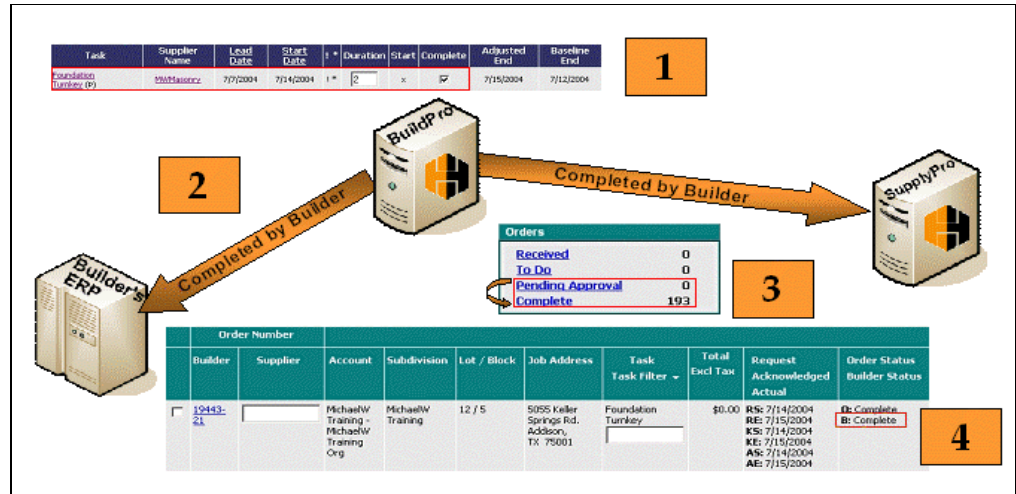 Task
Supplier Name
Lead Date
Start Date
! *
Duration
Start
Complete
Adjusted End
Baseline End
Foundation Turnkey (P)
MWMasonry
7/7/2004
7/14/2004
! *
2
x
7/15/2004
7/12/2004
1
BuildPro
2
Completed by Builder
Completed by Builder
SupplyPro
Builder's ERP
Orders
Received 0
To Do 0
Pending Approval 0
Complete 193
3
Order Number
Builder
Supplier
Account
Subdivision
Lot / Block
Job Address
Task
Task Filter
Total Excl Tax
Request
Acknowledged
Actual
Order Status
Builder Status
19443-
21
MichaelW
Training -
MichaelW
Training
Org
MichaelW
Training
12 / 5
5055 Keller
Springs Rd.
Addison,
TX 75001
Foundation
Turnkey
$0.00
RS: 7/14/2004
RE: 7/15/2004
KS: 7/14/2004
KE: 7/15/2004
AS: 7/14/2004
AE: 7/15/2004
O: Complete
B: Complete
4